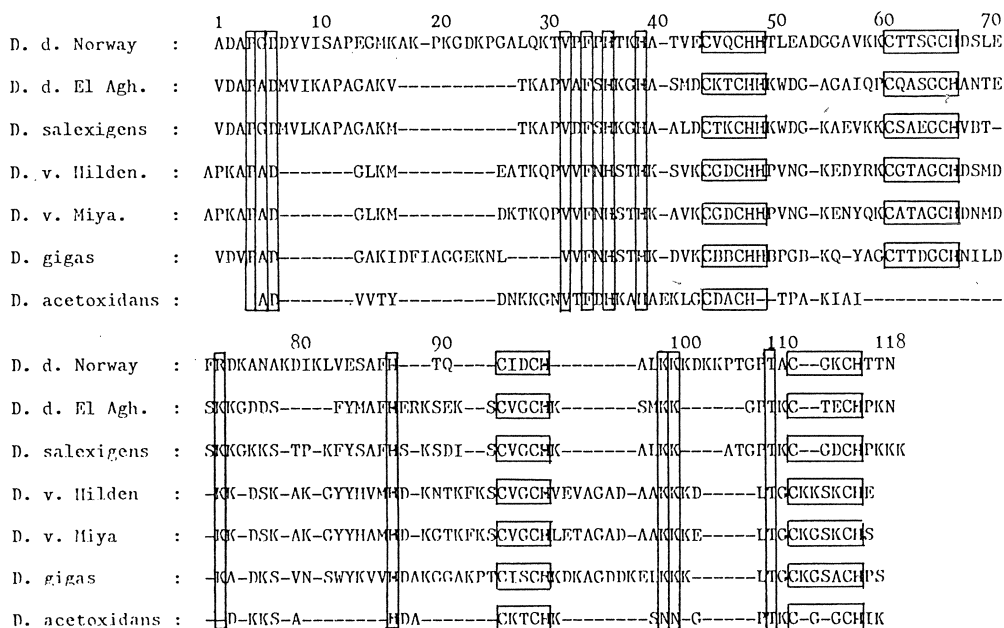 1 10 20 30 40 50 60 70
D. d. Norway : ADAPGDDYVISAPEGMKAK-PKGDKPGALQKTVPFPHTKHA-TVECVQCHHTLEADGGAVKKCTTSGCHDSLE
D. d. El Agh. : VDAPADMVIKAPAGAKV---------TKAPVAFSHKGHA-SMDCKTCHHKWDG-AGAIQPCQASGCHANTE
D. salexigens : VDAPGDMVLKAPAGAKM---------TKAPVDFSHKGHA-ALDCTKCHHKWDG-KAEVKKCSAEGCHVBT-
D. v. Hilden. : APKAPAD------GLKM-------EATKQPVVFNHSTHK-SVKCGDCHHPVNG-KEDYRKCGTAGCHDSMD
D. v. Miya. : APKAPAD------GLKM-------DKTKQPVVFNHSTHK-AVKCGDCHHPVNG-KENYQKCATAGCHDNMD
D. gigas : VDVPAD------GAKIDFIAGGEKNL----VVFNHSTHK-DVKCBBCHHBPGB-KQ-YAGCTTDGCHNILD
D. acetoxidans : AD------VVTY--------DNKKGNVTFDHKAHAEKLGCDACH-TPA-KIAI-----------
80 90 100 110 118
D. d. Norway : FRDKANAKDIKLVESAFH---TQ---CIDCH-------ALKKKDKKPTGPTAC--GKCHTTN
D. d. El Agh. : SKKGDDS-----FYMAFHERKSEK--SCVGCHK------SMKK-----GPTKC--TECHPKN
D. salexigens : SKKGKKS-TP-KFYSAFHS-KSDI--SCVGCHK------ALKK----ATGPTKC--GDCHPKKK
D. v. Hilden : -KK-DSK-AK-GYYHVMHD-KNTKFKSCVGCHVEVAGAD-AAKKKD-----LTGCKKSKCHE
D. v. Miya : -KK-DSK-AK-GYYHAMHD-KGTKFKSCVGCHLETAGAD-AAKKKE-----LTGCKGSKCHS
D. gigas : -KA-DKS-VN-SWYKVVHDAKGGAKPTCISCHKDKAGDDKELKKK------LTGCKGSACHPS
D. acetoxidans : --D-KKS-A-------HDA-----CKTCHK-------SNN-G-----PTKC-G-GCHIK